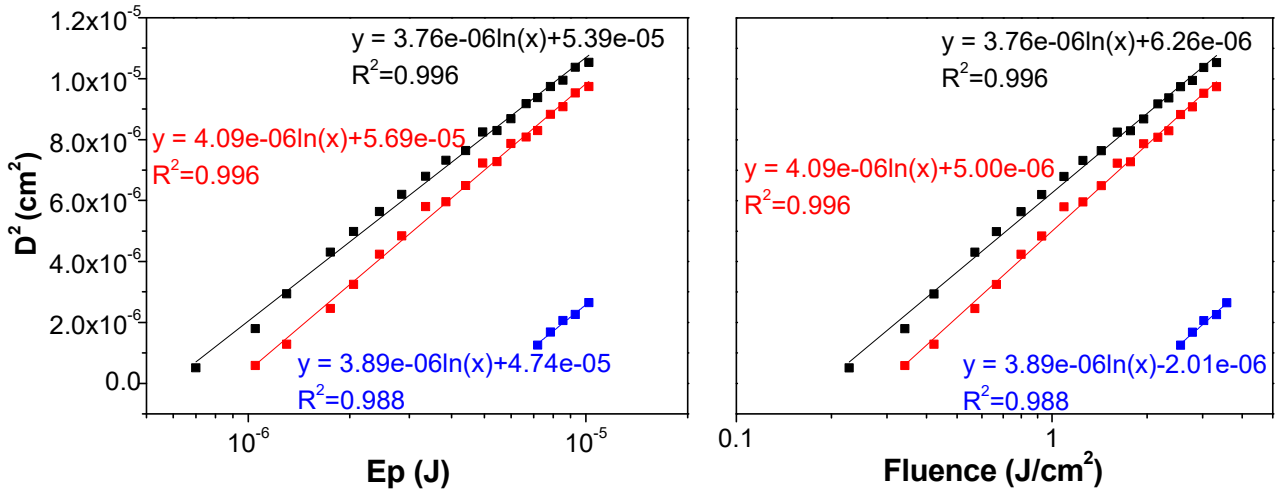 1.2x10⁻⁵
1.0x10⁻⁵
8.0x10⁻⁶
6.0x10⁻⁶
4.0x10⁻⁶
2.0x10⁻⁶
0.0
D² (cm²)
y = 3.76e-06ln(x)+5.39e-05
R²=0.996
y = 4.09e-06ln(x)+5.69e-05
R²=0.996
y = 3.89e-06ln(x)+4.74e-05
R²=0.988
10⁻⁶
10⁻⁵
Ep (J)
y = 3.76e-06ln(x)+6.26e-06
R²=0.996
y = 4.09e-06ln(x)+5.00e-06
R²=0.996
y = 3.89e-06ln(x)-2.01e-06
R²=0.988
0.1
1
Fluence (J/cm²)